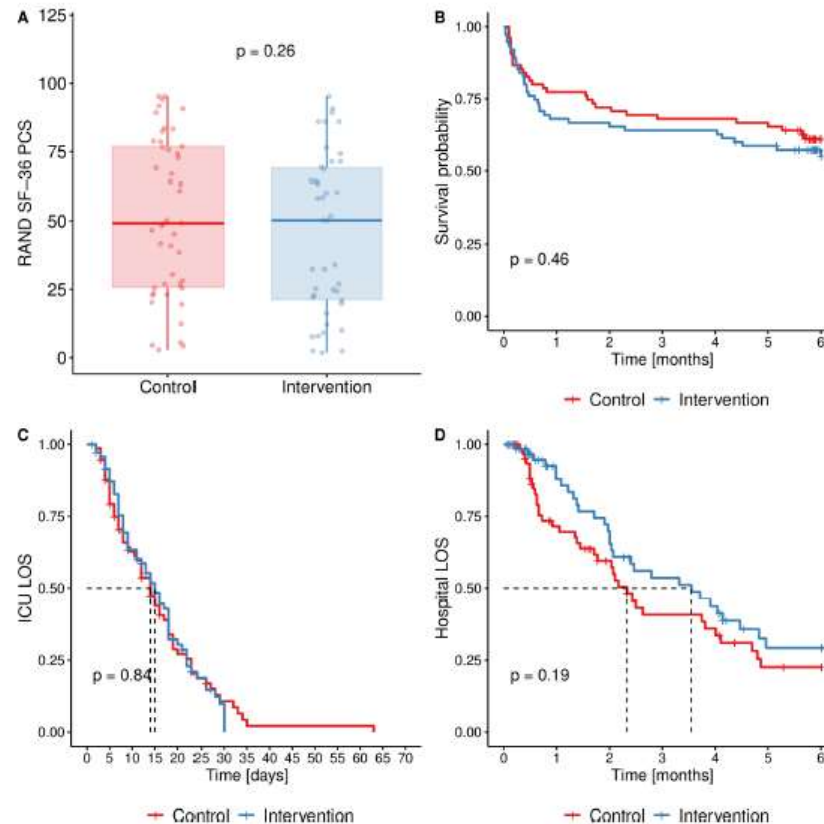 A
RAND SF-36 PCS
125
100
75
50
25
0
p = 0.26
Control Intervention
B
Survival probability
1.00
0.75
0.50
0.25
1.00
p = 0.46
0 1 2 3 4 5 6
Time [months]
Control Intervention
C
ICU LOS
1.00
0.75
0.50
0.25
0.00
p = 0.84
0 5 10 15 20 25 30 35 40 45 50 55 60 65 70
Time [days]
Control Intervention
D
Hospital LOS
1.00
0.75
0.50
0.25
0.00
p = 0.19
0 1 2 3 4 5 6
Time [months]
Control Intervention